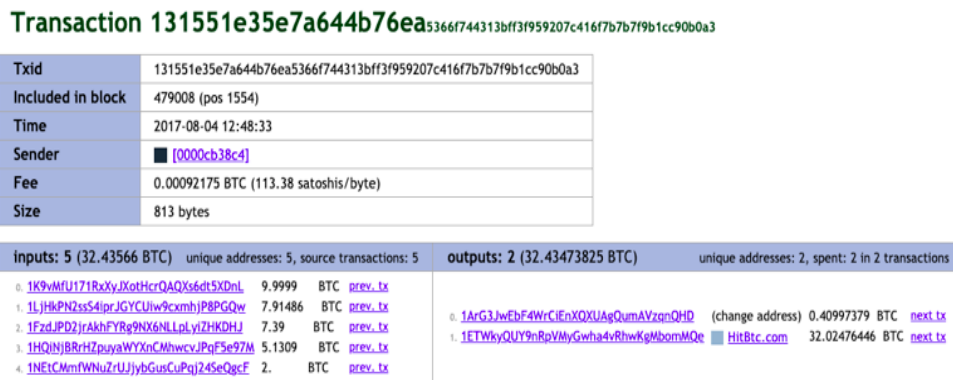 Transaction 131551e35e7a644b76ea5366f744313bff3f959207c416f7b7b7f9b1cc90b0a3
Txid 131551e35e7a644b76ea5366f744313bff3f959207c416f7b7b7f9b1cc90b0a3
Included in block 479008 (pos 1554)
Time 2017-08-04 12:48:33
Sender [0000cb38c4]
Fee 0.00092175 BTC (113.38 satoshis/byte)
Size 813 bytes
inputs: 5 (32.43566 BTC) unique addresses: 5, source transactions: 5
0. 1K9vMfU171RxXyJXotHcrQAQXs6dt5XDnL 9.9999 BTC prev. tx
1. 1LjHkPN2ssS4iprJGYCUiw9cxmhjP8PGQw 7.91486 BTC prev. tx
2. 1FzdJPD2jrAkhFYRg9NX6NLLpLyiZHKDHJ 7.39 BTC prev. tx
3. 1HQiNjBRrHZpuyaWYXnCMhwcvJPqF5e97M 5.1309 BTC prev. tx
4. 1NEtCMmfWNuZrUJjybGusCuPqj24SeQgcF 2. BTC prev. tx
outputs: 2 (32.43473825 BTC) unique addresses: 2, spent: 2 in 2 transactions
0. 1ArG3JwEbF4WrCiEnXQXUAgQumAVzqnQHD (change address) 0.40997379 BTC next tx
1. 1ETWkyQUY9nRpVMyGwha4vRhwKgMbomMQe HitBtc.com 32.02476446 BTC next tx